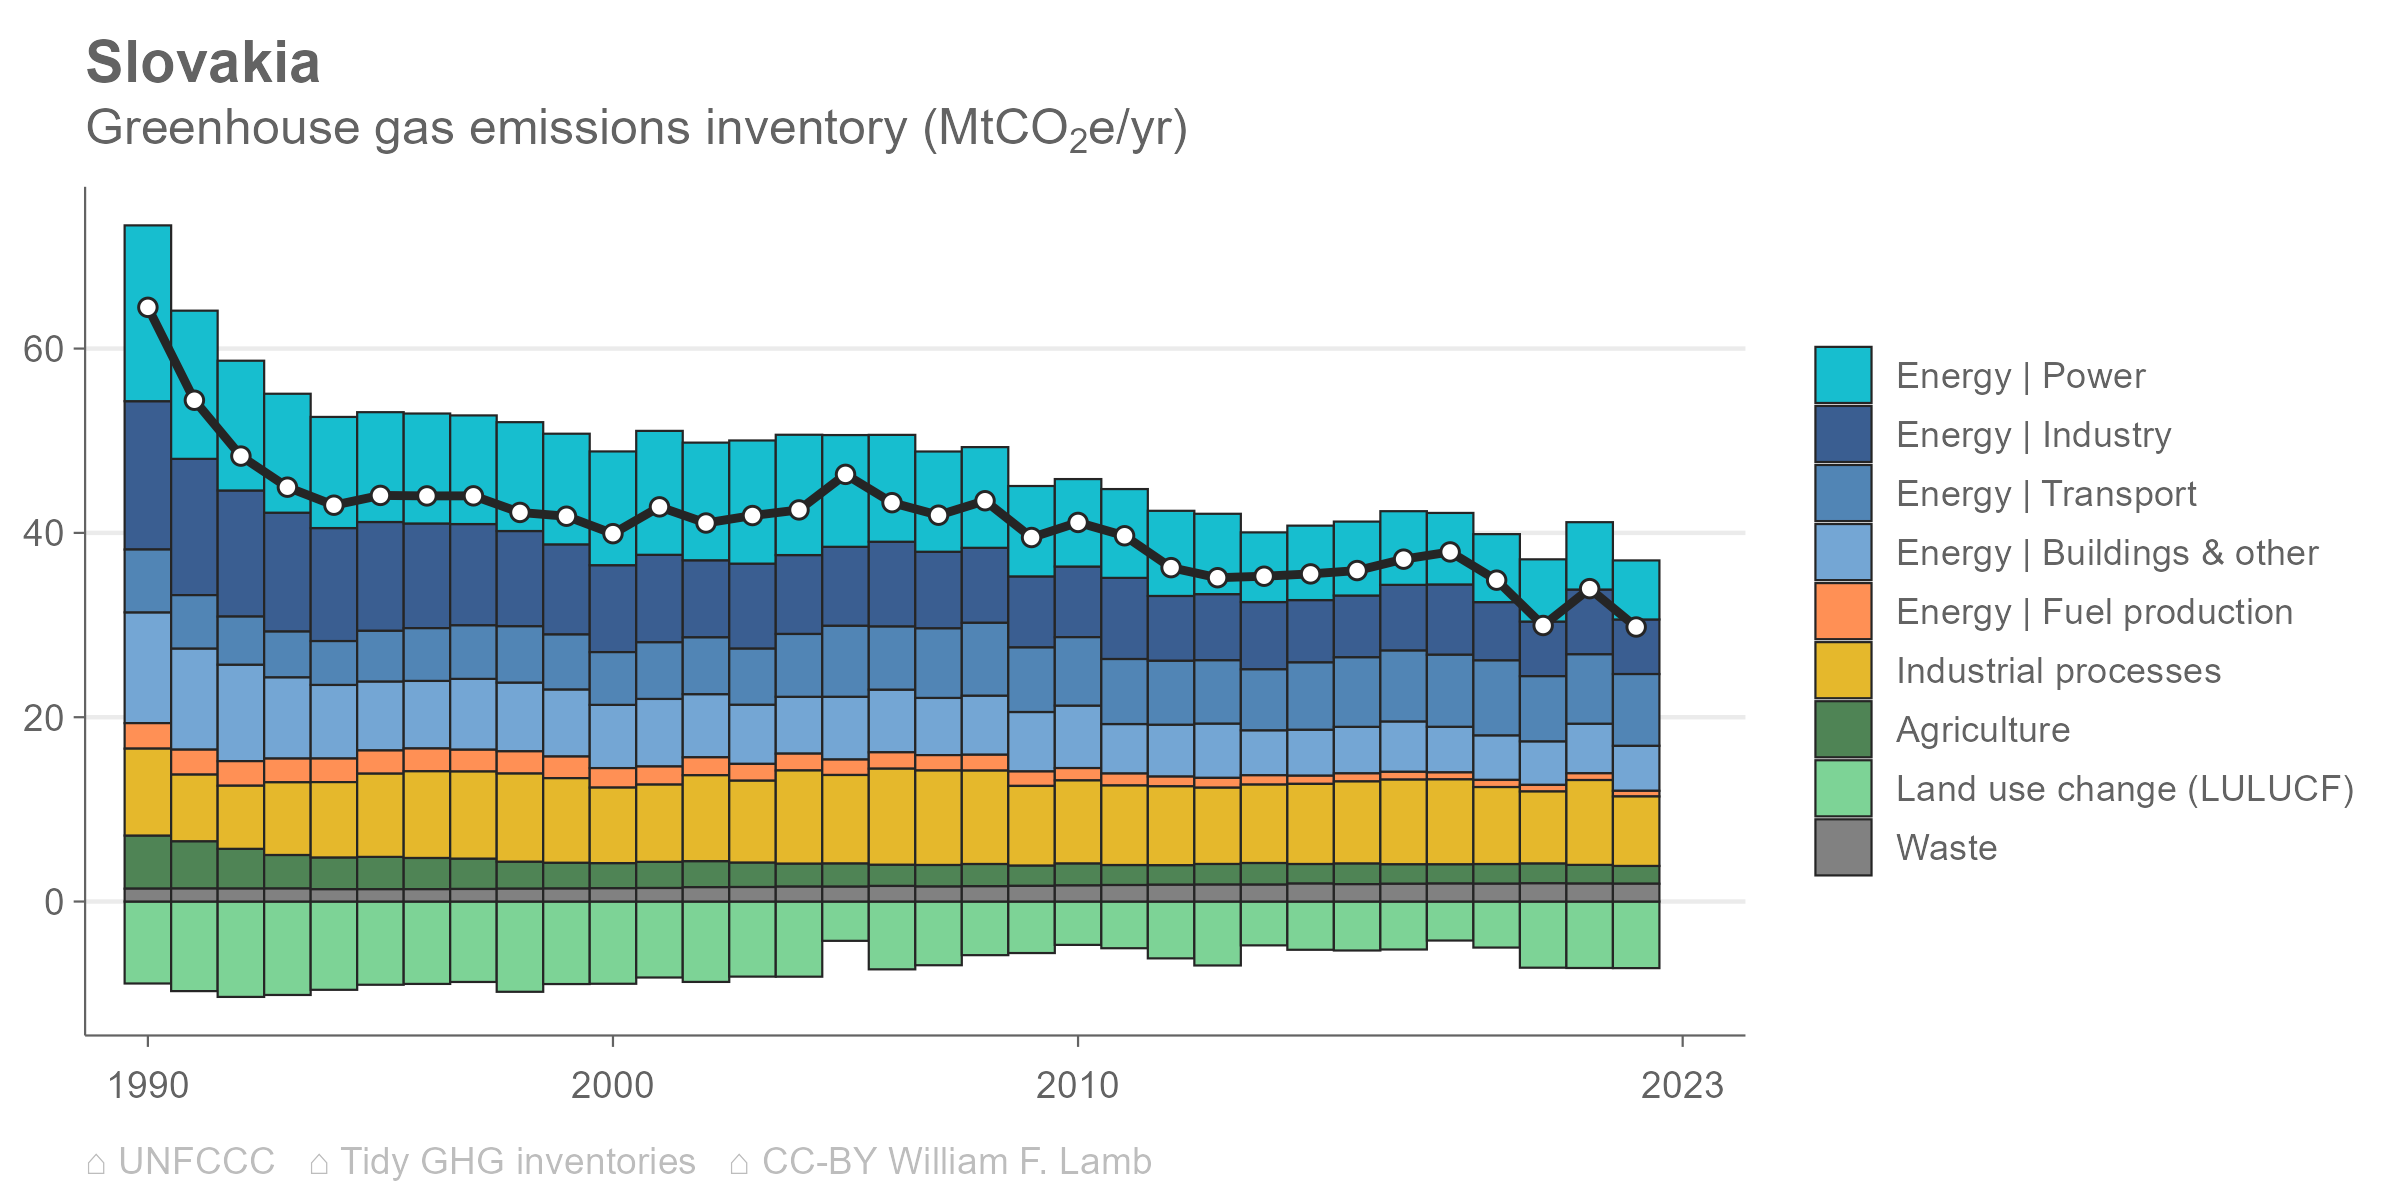 Slovakia
Greenhouse gas emissions inventory (MtCO₂e/yr)
60
40
20
0
1990 2000 2010 2023
Energy | Power
Energy | Industry
Energy | Transport
Energy | Buildings & other
Energy | Fuel production
Industrial processes
Agriculture
Land use change (LULUCF)
Waste
⌂ UNFCCC ⌂ Tidy GHG inventories ⌂ CC-BY William F. Lamb